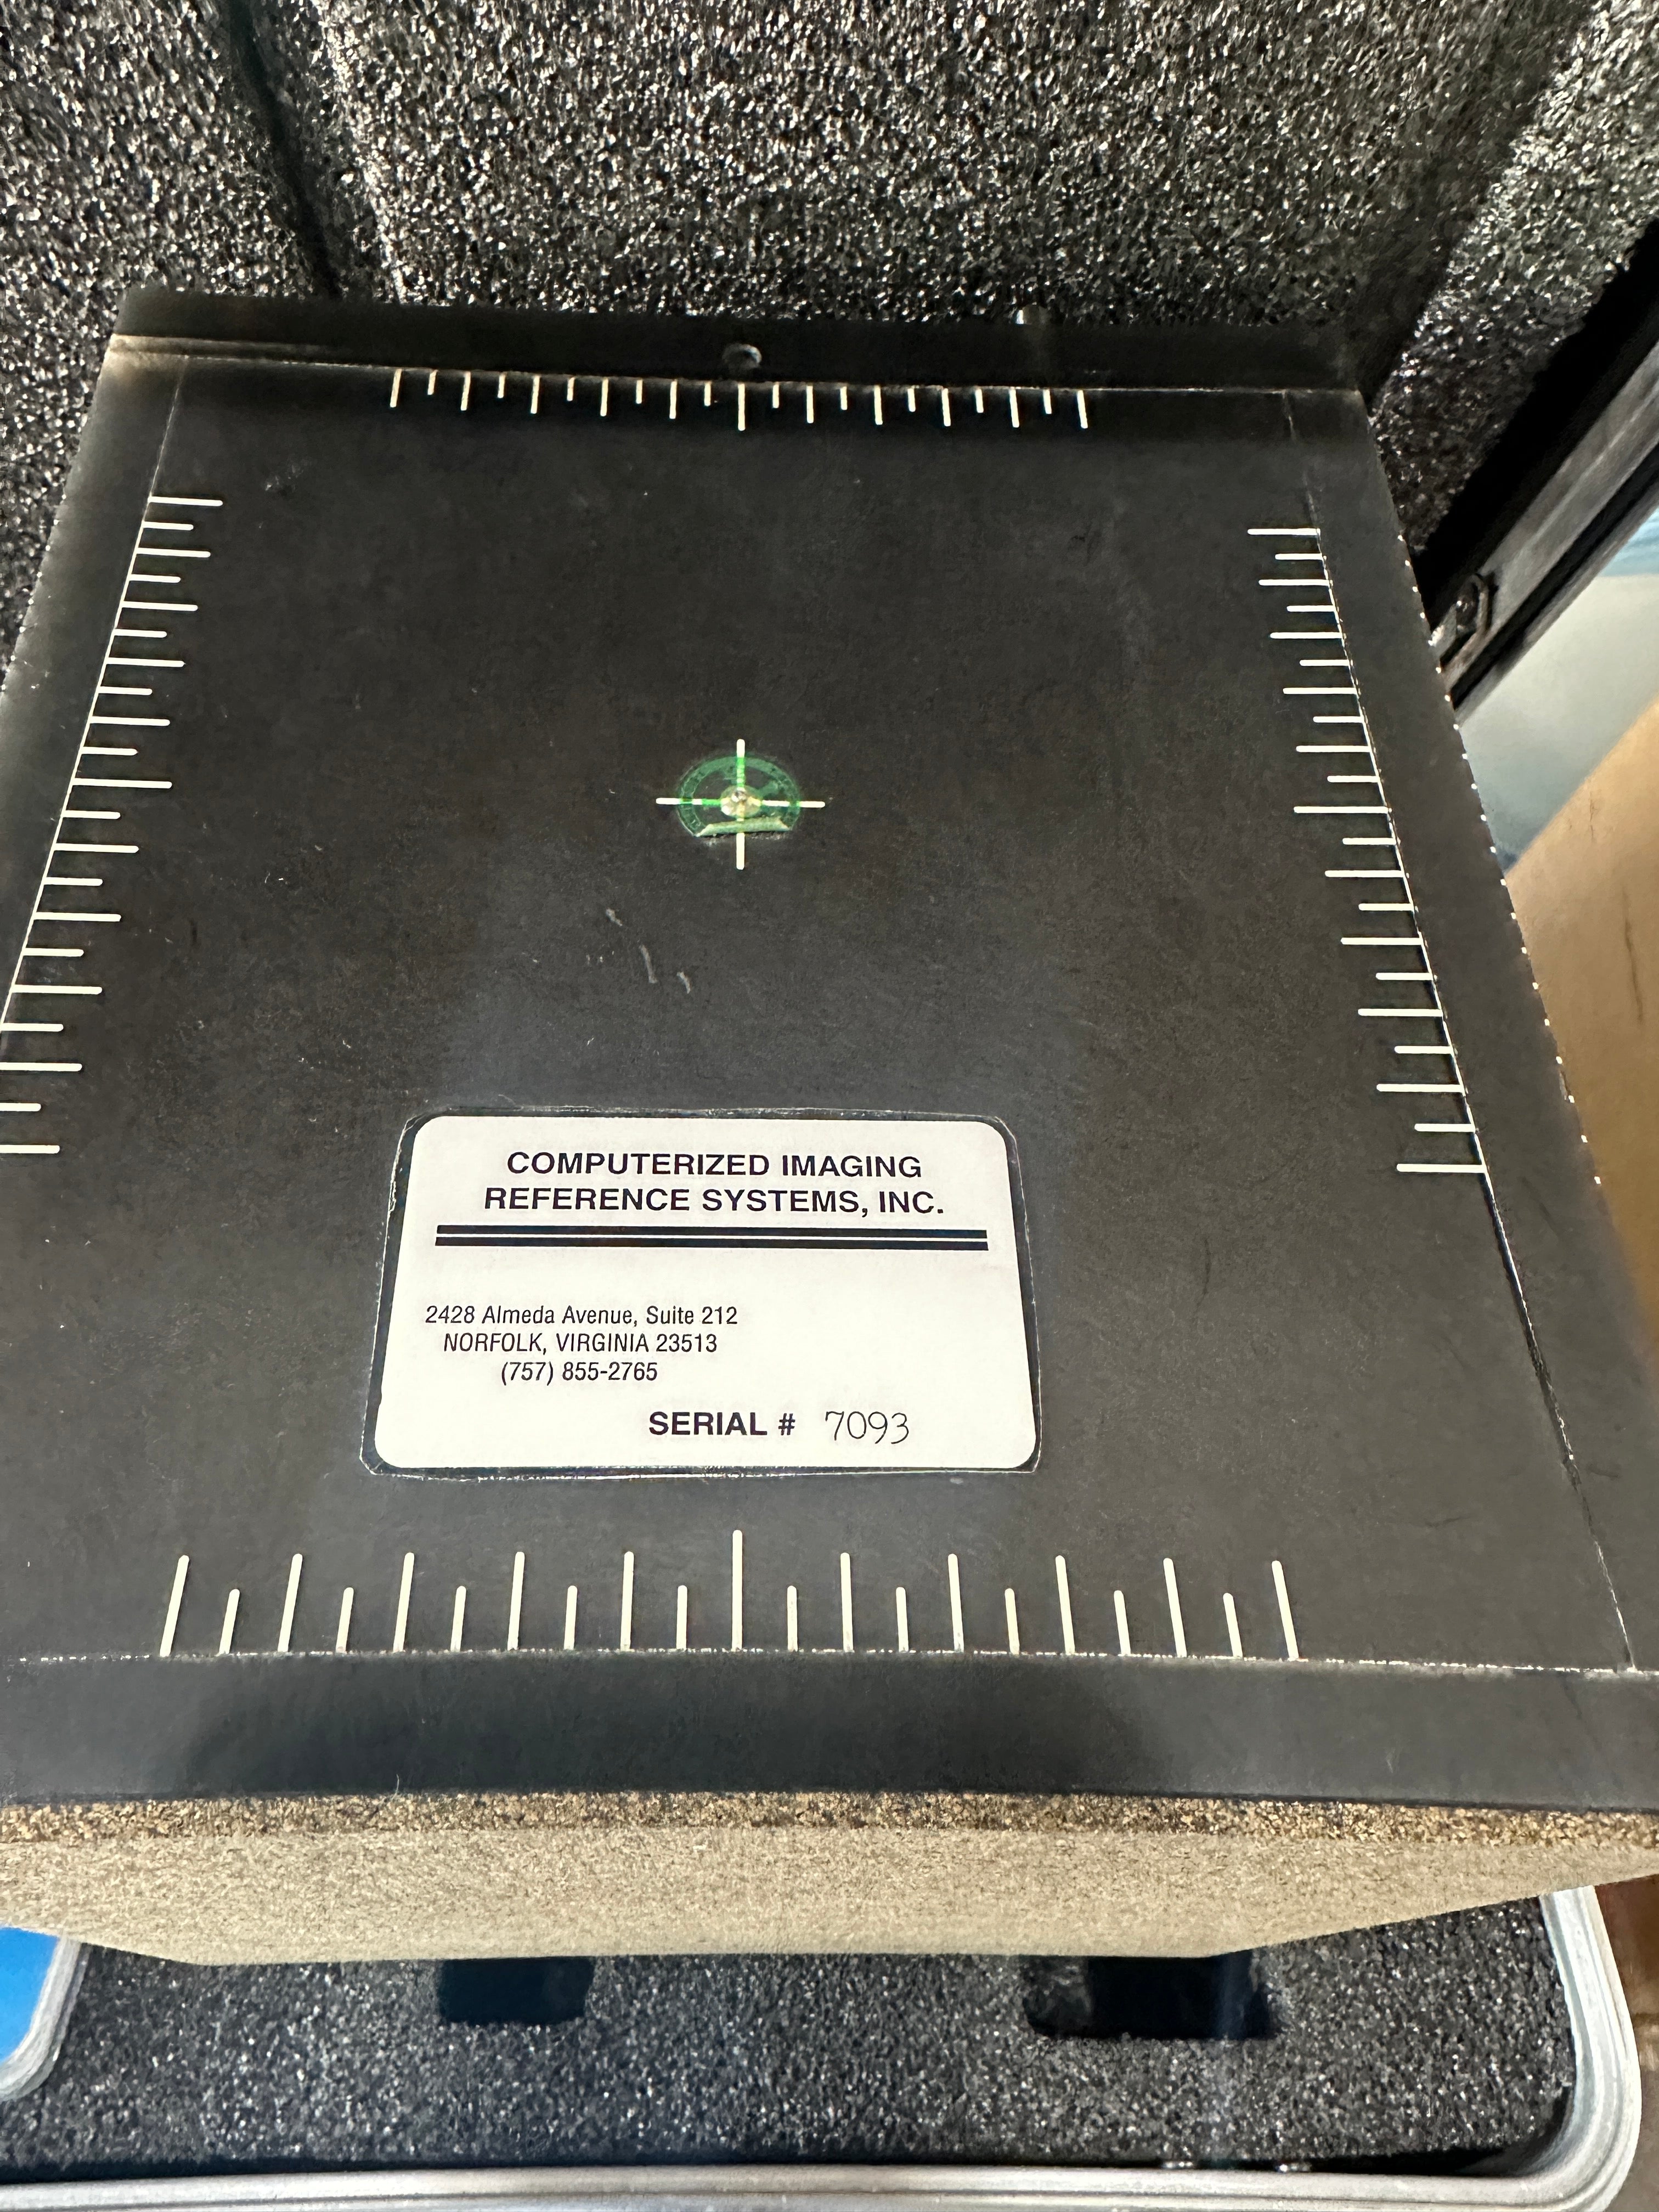 COMPUTERIZED IMAGING
REFERENCE SYSTEMS, INC.
2428 Almeda Avenue, Suite 212
NORFOLK, VIRGINIA 23513
(757) 855-2765
SERIAL # 7093